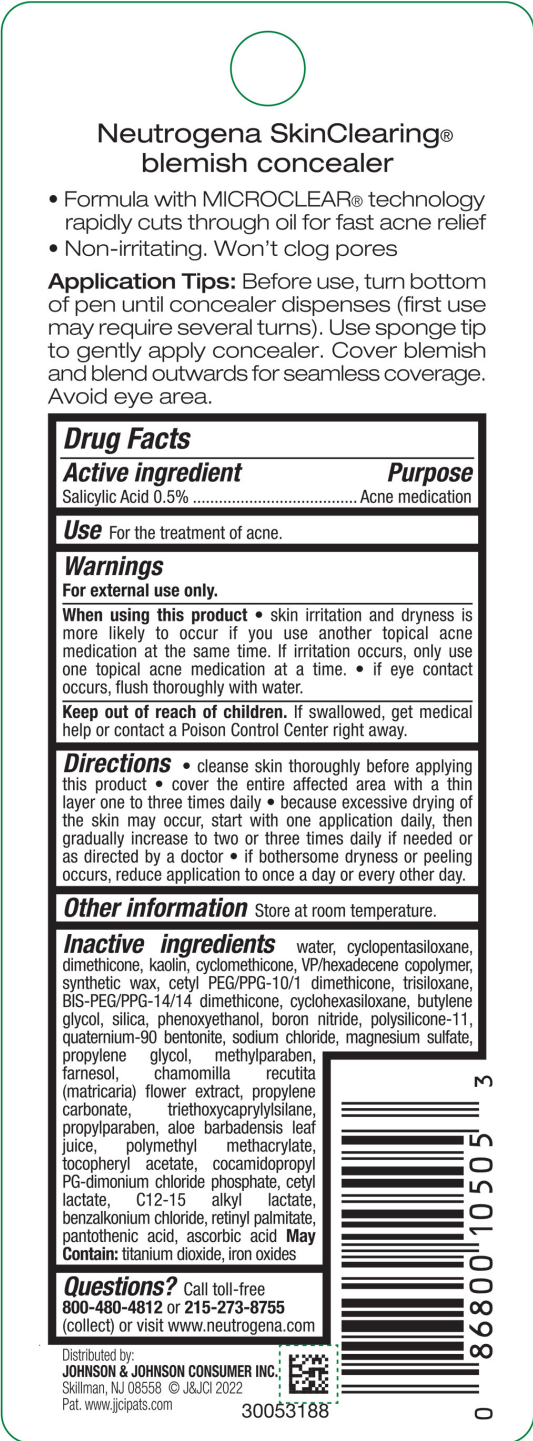 Neutrogena SkinClearing®
blemish concealer
• Formula with MICROCLEAR® technology
rapidly cuts through oil for fast acne relief
• Non-irritating. Won't clog pores
Application Tips: Before use, turn bottom
of pen until concealer dispenses (first use
may require several turns). Use sponge tip
to gently apply concealer. Cover blemish
and blend outwards for seamless coverage.
Avoid eye area.
Drug Facts
Active ingredient Purpose
Salicylic Acid 0.5% ...................................... Acne medication
Use For the treatment of acne.
Warnings
For external use only.
When using this product • skin irritation and dryness is
more likely to occur if you use another topical acne
medication at the same time. If irritation occurs, only use
one topical acne medication at a time. • if eye contact
occurs, flush thoroughly with water.
Keep out of reach of children. If swallowed, get medical
help or contact a Poison Control Center right away.
Directions • cleanse skin thoroughly before applying
this product • cover the entire affected area with a thin
layer one to three times daily • because excessive drying of
the skin may occur, start with one application daily, then
gradually increase to two or three times daily if needed or
as directed by a doctor • if bothersome dryness or peeling
occurs, reduce application to once a day or every other day.
Other information Store at room temperature.
Inactive ingredients water, cyclopentasiloxane,
dimethicone, kaolin, cyclomethicone, VP/hexadecene copolymer,
synthetic wax, cetyl PEG/PPG-10/1 dimethicone, trisiloxane,
BIS-PEG/PPG-14/14 dimethicone, cyclohexasiloxane, butylene
glycol, silica, phenoxyethanol, boron nitride, polysilicone-11,
quaternium-90 bentonite, sodium chloride, magnesium sulfate,
propylene glycol, methylparaben,
farnesol, chamomilla recutita
(matricaria) flower extract, propylene
carbonate, triethoxycaprylylsilane,
propylparaben, aloe barbadensis leaf
juice, polymethyl methacrylate,
tocopheryl acetate, cocamidopropyl
PG-dimonium chloride phosphate, cetyl
lactate, C12-15 alkyl lactate,
benzalkonium chloride, retinyl palmitate,
pantothenic acid, ascorbic acid May
Contain: titanium dioxide, iron oxides
Questions? Call toll-free
800-480-4812 or 215-273-8755
(collect) or visit www.neutrogena.com
Distributed by:
JOHNSON & JOHNSON CONSUMER INC.
Skillman, NJ 08558 © J&JCI 2022
Pat. www.jjcipats.com
30053188
0 86800 10505 3